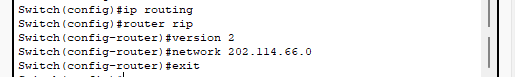 Switch(config)#ip routing
Switch(config)#router rip
Switch(config-router)#version 2
Switch(config-router)#network 202.114.66.0
Switch(config-router)#exit